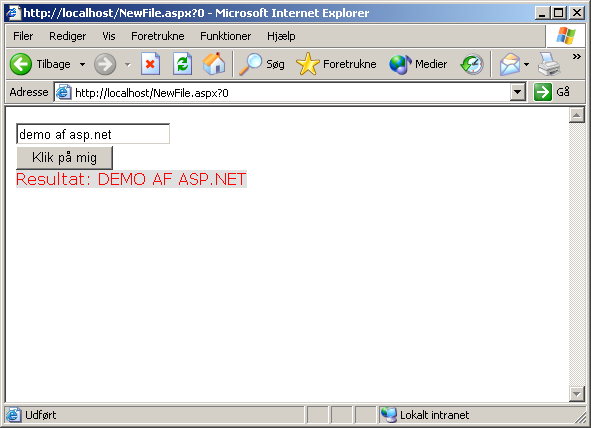 http://localhost/NewFile.aspx?0 - Microsoft Internet Explorer
Filer Rediger Vis Foretrukne Funktioner Hjælp
Tilbage Søg Foretrukne Medier »
Adresse http://localhost/NewFile.aspx?0 Gå
demo af asp.net
Klik på mig
Resultat: DEMO AF ASP.NET
Udført Lokalt intranet